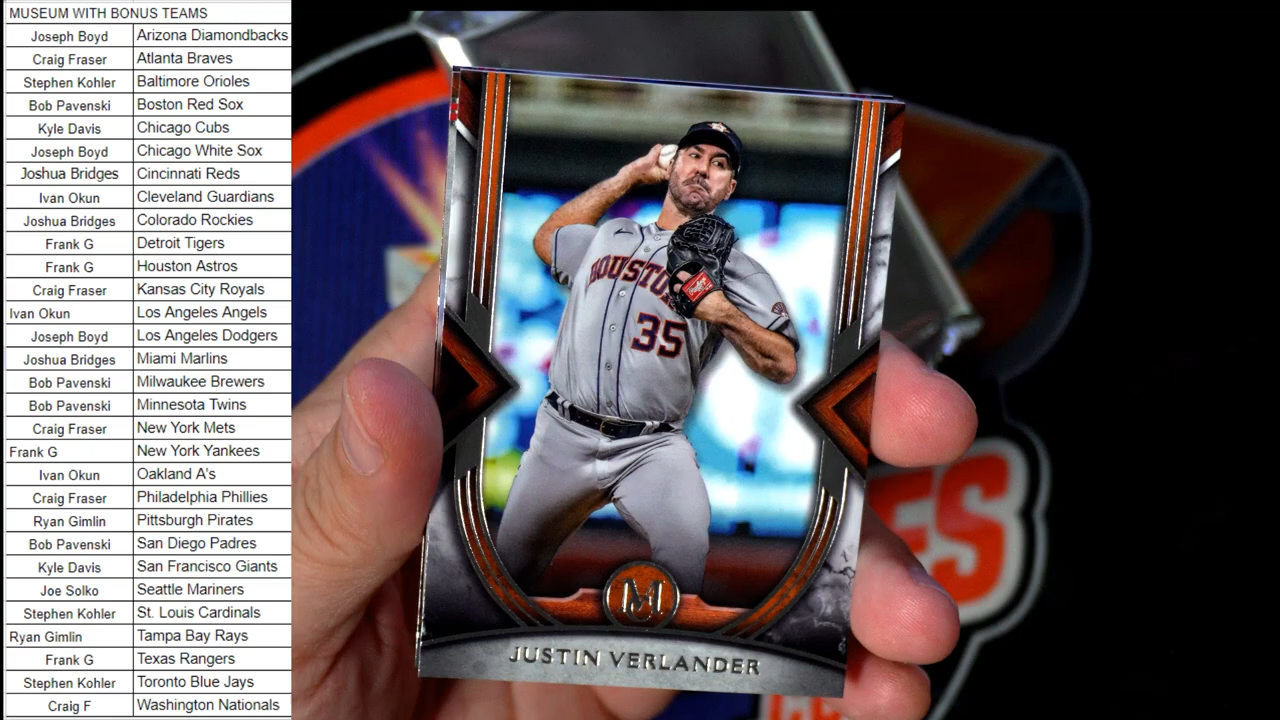 MUSEUM WITH BONUS TEAMS
Joseph Boyd Arizona Diamondbacks
Craig Fraser Atlanta Braves
Stephen Kohler Baltimore Orioles
Bob Pavenski Boston Red Sox
Kyle Davis Chicago Cubs
Joseph Boyd Chicago White Sox
Joshua Bridges Cincinnati Reds
Ivan Okun Cleveland Guardians
Joshua Bridges Colorado Rockies
Frank G Detroit Tigers
Frank G Houston Astros
Craig Fraser Kansas City Royals
Ivan Okun Los Angeles Angels
Joseph Boyd Los Angeles Dodgers
Joshua Bridges Miami Marlins
Bob Pavenski Milwaukee Brewers
Bob Pavenski Minnesota Twins
Craig Fraser New York Mets
Frank G New York Yankees
Ivan Okun Oakland A's
Craig Fraser Philadelphia Phillies
Ryan Gimlin Pittsburgh Pirates
Bob Pavenski San Diego Padres
Kyle Davis San Francisco Giants
Joe Solko Seattle Mariners
Stephen Kohler St. Louis Cardinals
Ryan Gimlin Tampa Bay Rays
Frank G Texas Rangers
Stephen Kohler Toronto Blue Jays
Craig F Washington Nationals
HOUSTON
35
Rawlings
M
JUSTIN VERLANDER